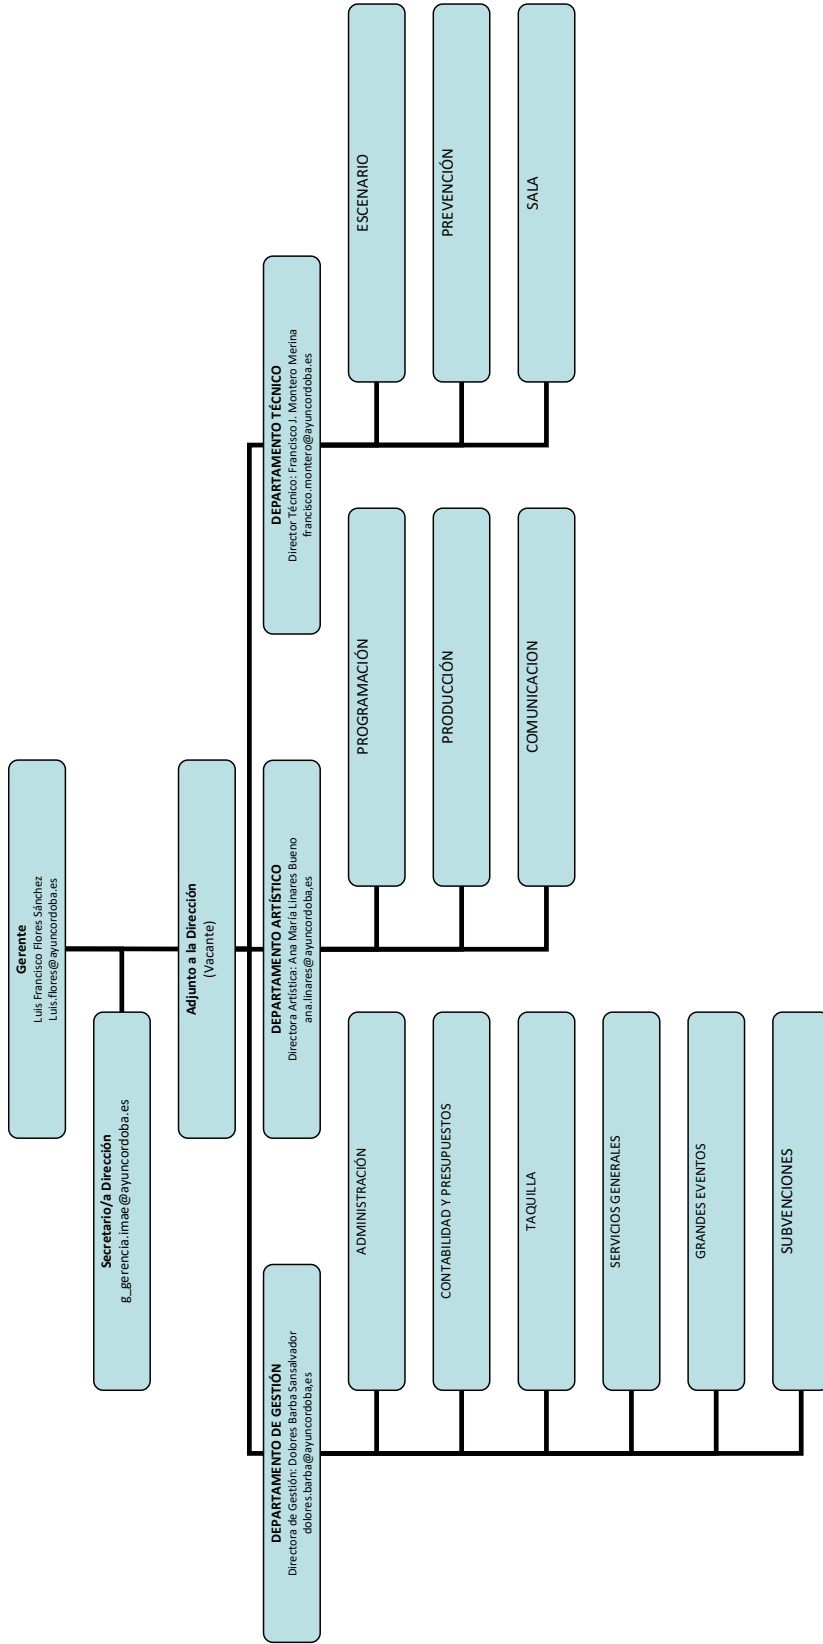 Gerente
Luis Francisco Flores Sánchez
Luis.flores@ayuncordoba.es
Secretario/a Dirección
g_gerencia.imae@ayuncordoba.es
Adjunto a la Dirección
(Vacante)
DEPARTAMENTO DE GESTIÓN
Directora de Gestión: Dolores Barba Sansalvador
dolores.barba@ayuncordoba,es
ADMINISTRACIÓN
CONTABILIDAD Y PRESUPUESTOS
TAQUILLA
SERVICIOS GENERALES
GRANDES EVENTOS
SUBVENCIONES
DEPARTAMENTO ARTÍSTICO
Directora Artística: Ana María Linares Bueno
ana.linares@ayuncordoba,es
PROGRAMACIÓN
PRODUCCIÓN
COMUNICACION
DEPARTAMENTO TÉCNICO
Director Técnico: Francisco J. Montero Merina
francisco.montero@ayuncordoba.es
ESCENARIO
PREVENCIÓN
SALA